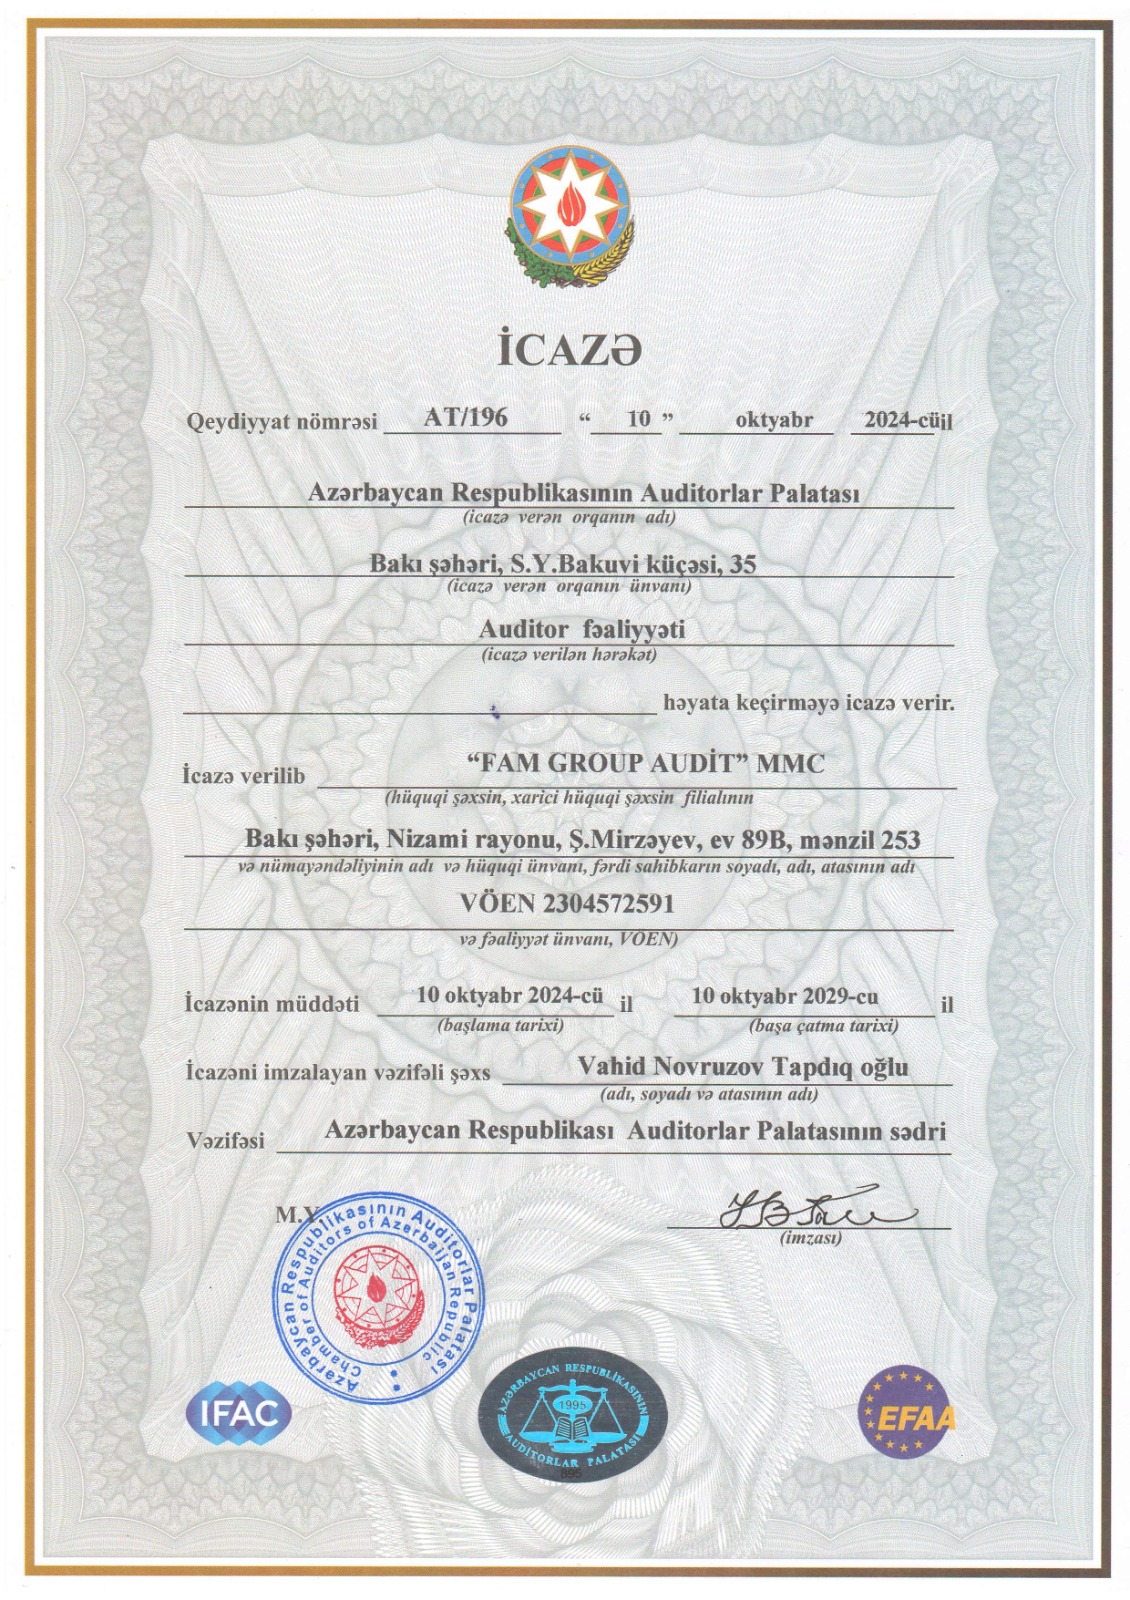 İCAZƏ
Qeydiyyat nömrəsi AT/196 “ 10 ” oktyabr 2024-cü il
Azərbaycan Respublikasının Auditorlar Palatası
(icazə verən orqanın adı)
Bakı şəhəri, S.Y.Bakuvi küçəsi, 35
(icazə verən orqanın ünvanı)
Auditor fəaliyyəti
(icazə verilən hərəkət)
həyata keçirməyə icazə verir.
İcazə verilib “FAM GROUP AUDİT” MMC
(hüquqi şəxsin, xarici hüquqi şəxsin filialının
Bakı şəhəri, Nizami rayonu, Ş.Mirzəyev, ev 89B, mənzil 253
və nümayəndəliyinin adı və hüquqi ünvanı, fərdi sahibkarın soyadı, adı, atasının adı
VÖEN 2304572591
və fəaliyyət ünvanı, VÖEN)
İcazənin müddəti 10 oktyabr 2024-cü il 10 oktyabr 2029-cu il
(başlama tarixi) (başa çatma tarixi)
İcazəni imzalayan vəzifəli şəxs Vahid Novruzov Tapdıq oğlu
(adı, soyadı və atasının adı)
Vəzifəsi Azərbaycan Respublikası Auditorlar Palatasının sədri
M.Y.
(imzası)
Azərbaycan Respublikasının Auditorlar Palatası
Chamber of Auditors of Azerbaijan Republic
IFAC
AZƏRBAYCAN RESPUBLİKASININ
1995
AUDİTORLAR PALATASI
EFAA